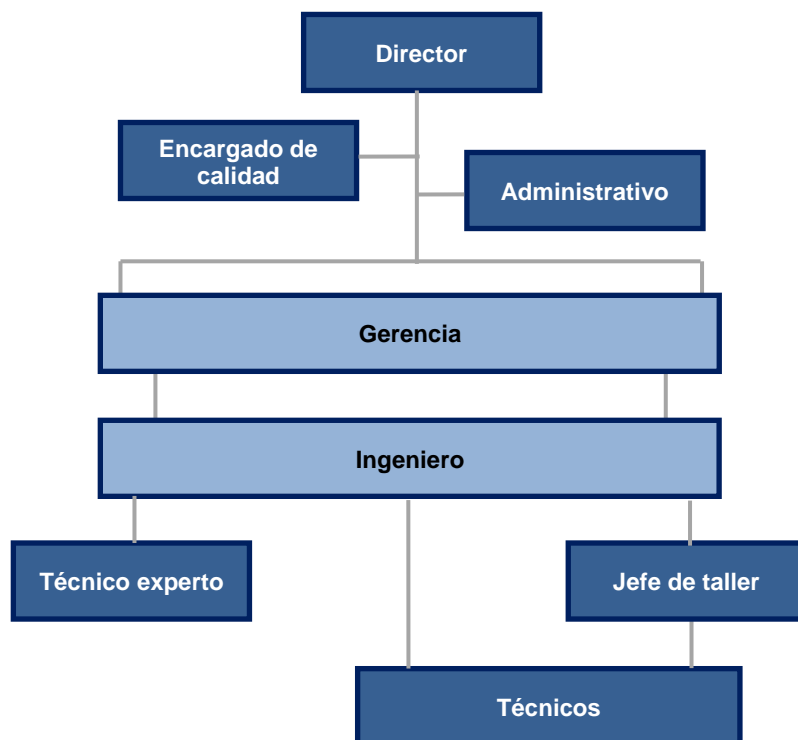 Director
Encargado de
calidad
Administrativo
Gerencia
Ingeniero
Técnico experto
Jefe de taller
Técnicos